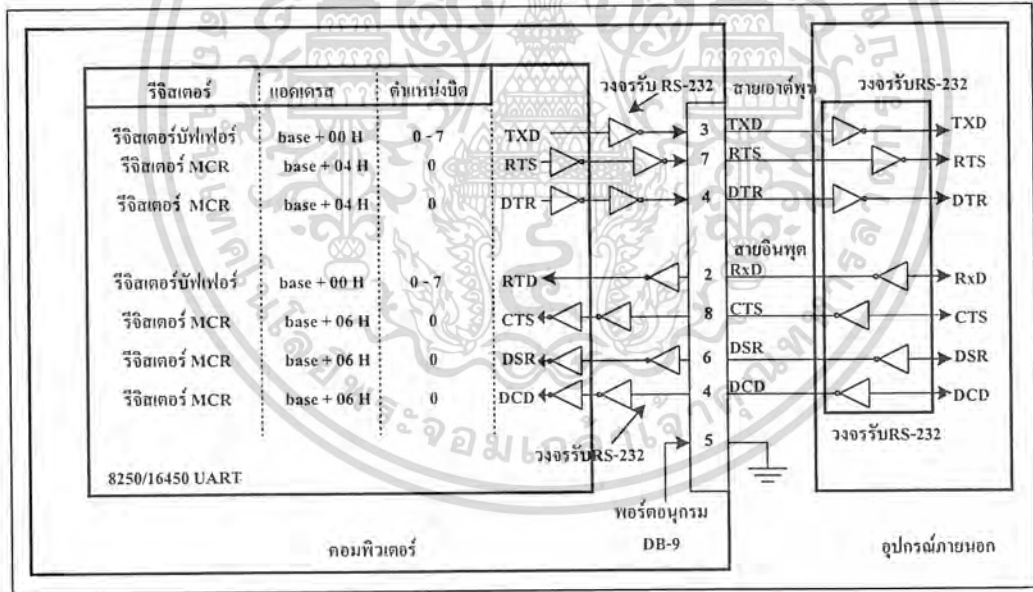 รีจิสเตอร์ แอดเดรส ตำแหน่งบิต
วงจรรับ RS-232 สายเอาต์พุท วงจรรับRS-232
รีจิสเตอร์บัฟเฟอร์ base + 00 H 0 - 7 TXD 3 TXD TXD
รีจิสเตอร์ MCR base + 04 H 0 RTS 7 RTS RTS
รีจิสเตอร์ MCR base + 04 H 0 DTR 4 DTR DTR
สายอินพุต
รีจิสเตอร์บัฟเฟอร์ base + 00 H 0 - 7 RTD 2 RxD RxD
รีจิสเตอร์ MCR base + 06 H 0 CTS 8 CTS CTS
รีจิสเตอร์ MCR base + 06 H 0 DSR 6 DSR DSR
รีจิสเตอร์ MCR base + 06 H 0 DCD 4 DCD DCD
วงจรรับRS-232 5 วงจรรับRS-232
8250/16450 UART
พอร์ตอนุกรม
คอมพิวเตอร์ DB-9 อุปกรณ์ภายนอก